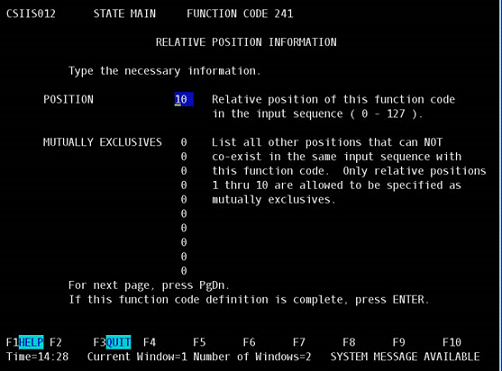 CSIIS012 STATE MAIN FUNCTION CODE 241
RELATIVE POSITION INFORMATION
Type the necessary information.
POSITION 10 Relative position of this function code
in the input sequence ( 0 - 127 ).
MUTUALLY EXCLUSIVES 0 List all other positions that can NOT
0 co-exist in the same input sequence with
0 this function code. Only relative positions
0 1 thru 10 are allowed to be specified as
0 mutually exclusives.
0
0
0
0
0
For next page, press PgDn.
If this function code definition is complete, press ENTER.
F1HELP F2 F3QUIT F4 F5 F6 F7 F8 F9 F10
Time=14:28 Current Window=1 Number of Windows=2 SYSTEM MESSAGE AVAILABLE